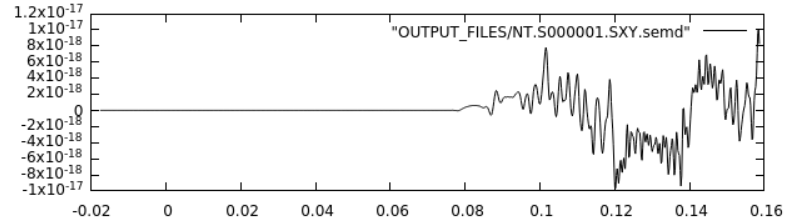 1.2x10-17
1x10-17
"OUTPUT_FILES/NT.S000001.SXY.semd"
8x10-18
6x10-18
4x10-18
2x10-18
0
-2x10-18
-4x10-18
-6x10-18
-8x10-18
-1x10-17
-0.02 0 0.02 0.04 0.06 0.08 0.1 0.12 0.14 0.16